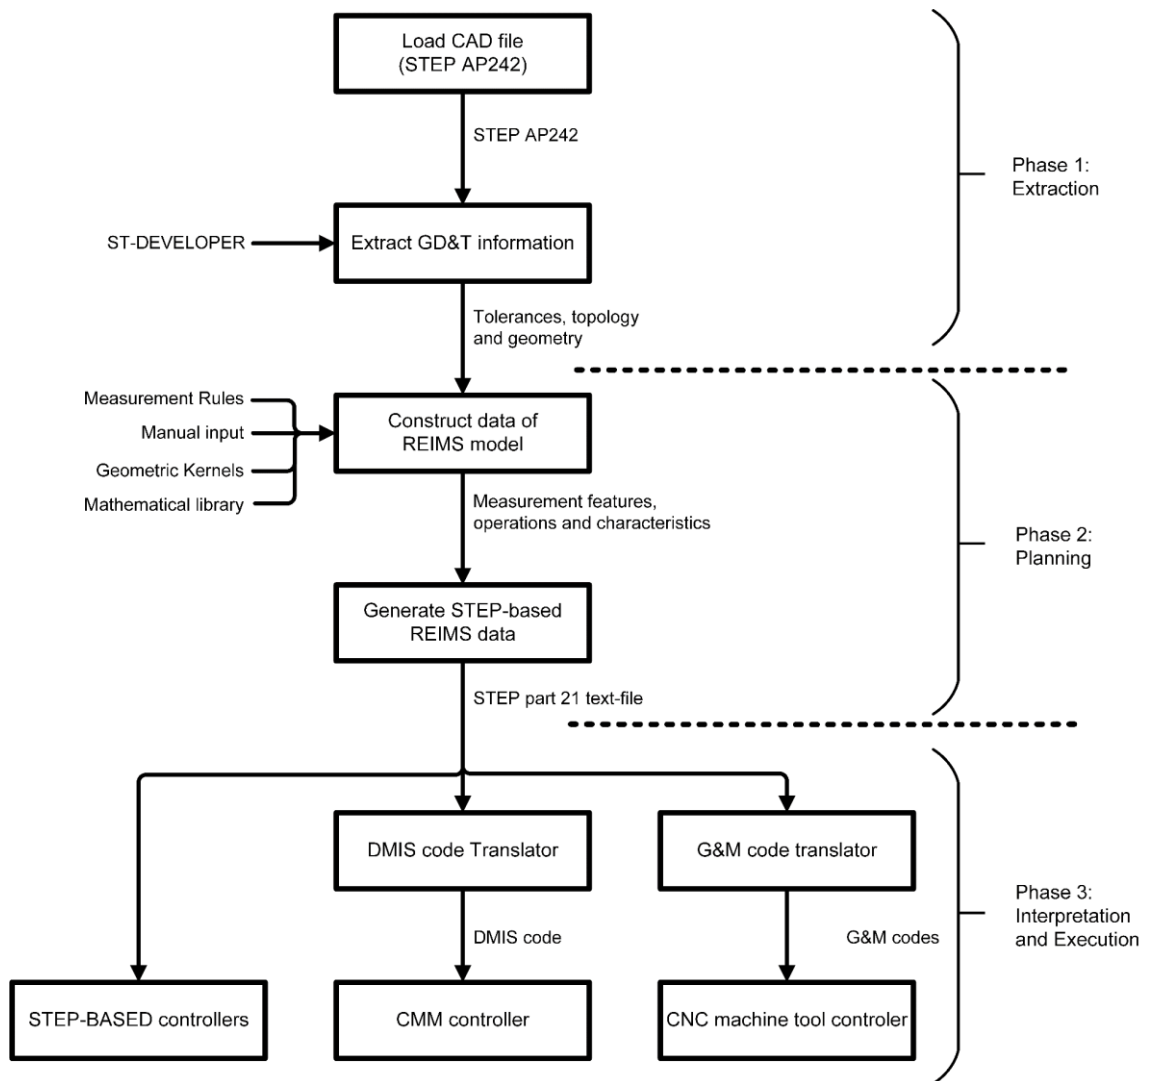 Load CAD file
(STEP AP242)
STEP AP242
Phase 1:
Extraction
ST-DEVELOPER
Extract GD&T information
Tolerances, topology
and geometry
Measurement Rules
Manual input
Geometric Kernels
Mathematical library
Construct data of
REIMS model
Measurement features,
operations and characteristics
Phase 2:
Planning
Generate STEP-based
REIMS data
STEP part 21 text-file
DMIS code Translator
G&M code translator
Phase 3:
Interpretation
and Execution
DMIS code
G&M codes
STEP-BASED controllers
CMM controller
CNC machine tool controler